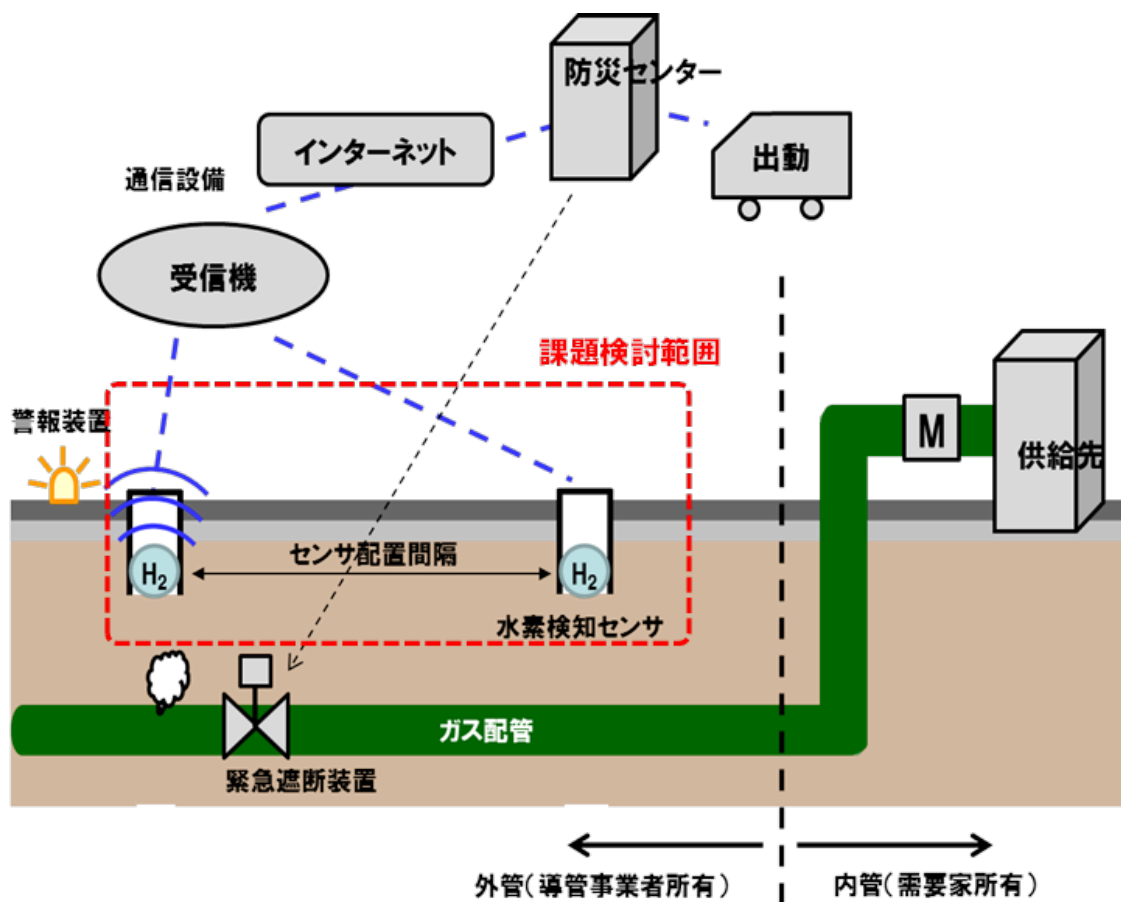 防災センター
インターネット
出動
通信設備
受信機
課題検討範囲
警報装置
M
供給先
センサ配置間隔
H2
H2
水素検知センサ
ガス配管
緊急遮断装置
外管(導管事業者所有)
内管(需要家所有)